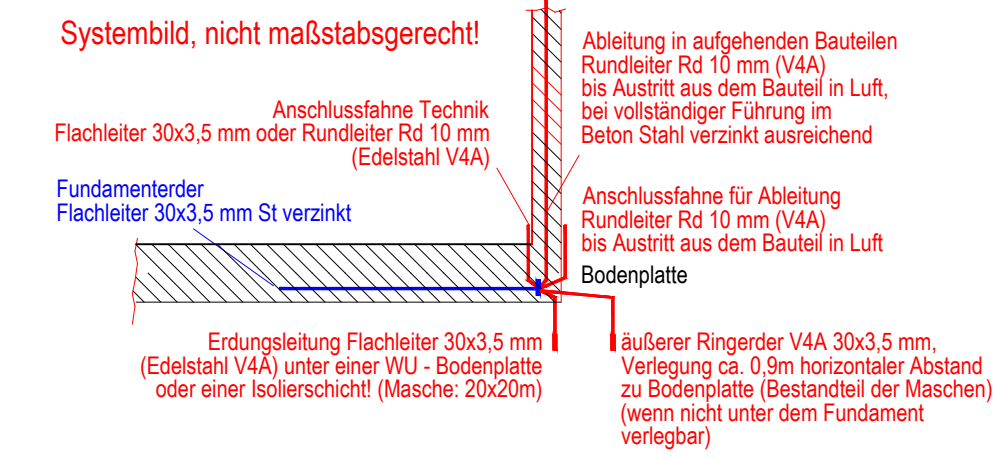 Systembild, nicht maßstabsgerecht!
Ableitung in aufgehenden Bauteilen
Rundleiter Rd 10 mm (V4A)
bis Austritt aus dem Bauteil in Luft,
bei vollständiger Führung im
Beton Stahl verzinkt ausreichend
Anschlussfahne Technik
Flachleiter 30x3,5 mm oder Rundleiter Rd 10 mm
(Edelstahl V4A)
Fundamenterder
Flachleiter 30x3,5 mm St verzinkt
Anschlussfahne für Ableitung
Rundleiter Rd 10 mm (V4A)
bis Austritt aus dem Bauteil in Luft
Bodenplatte
Erdungsleitung Flachleiter 30x3,5 mm
(Edelstahl V4A) unter einer WU - Bodenplatte
oder einer Isolierschicht! (Masche: 20x20m)
äußerer Ringerder V4A 30x3,5 mm,
Verlegung ca. 0,9m horizontaler Abstand
zu Bodenplatte (Bestandteil der Maschen)
(wenn nicht unter dem Fundament
verlegbar)